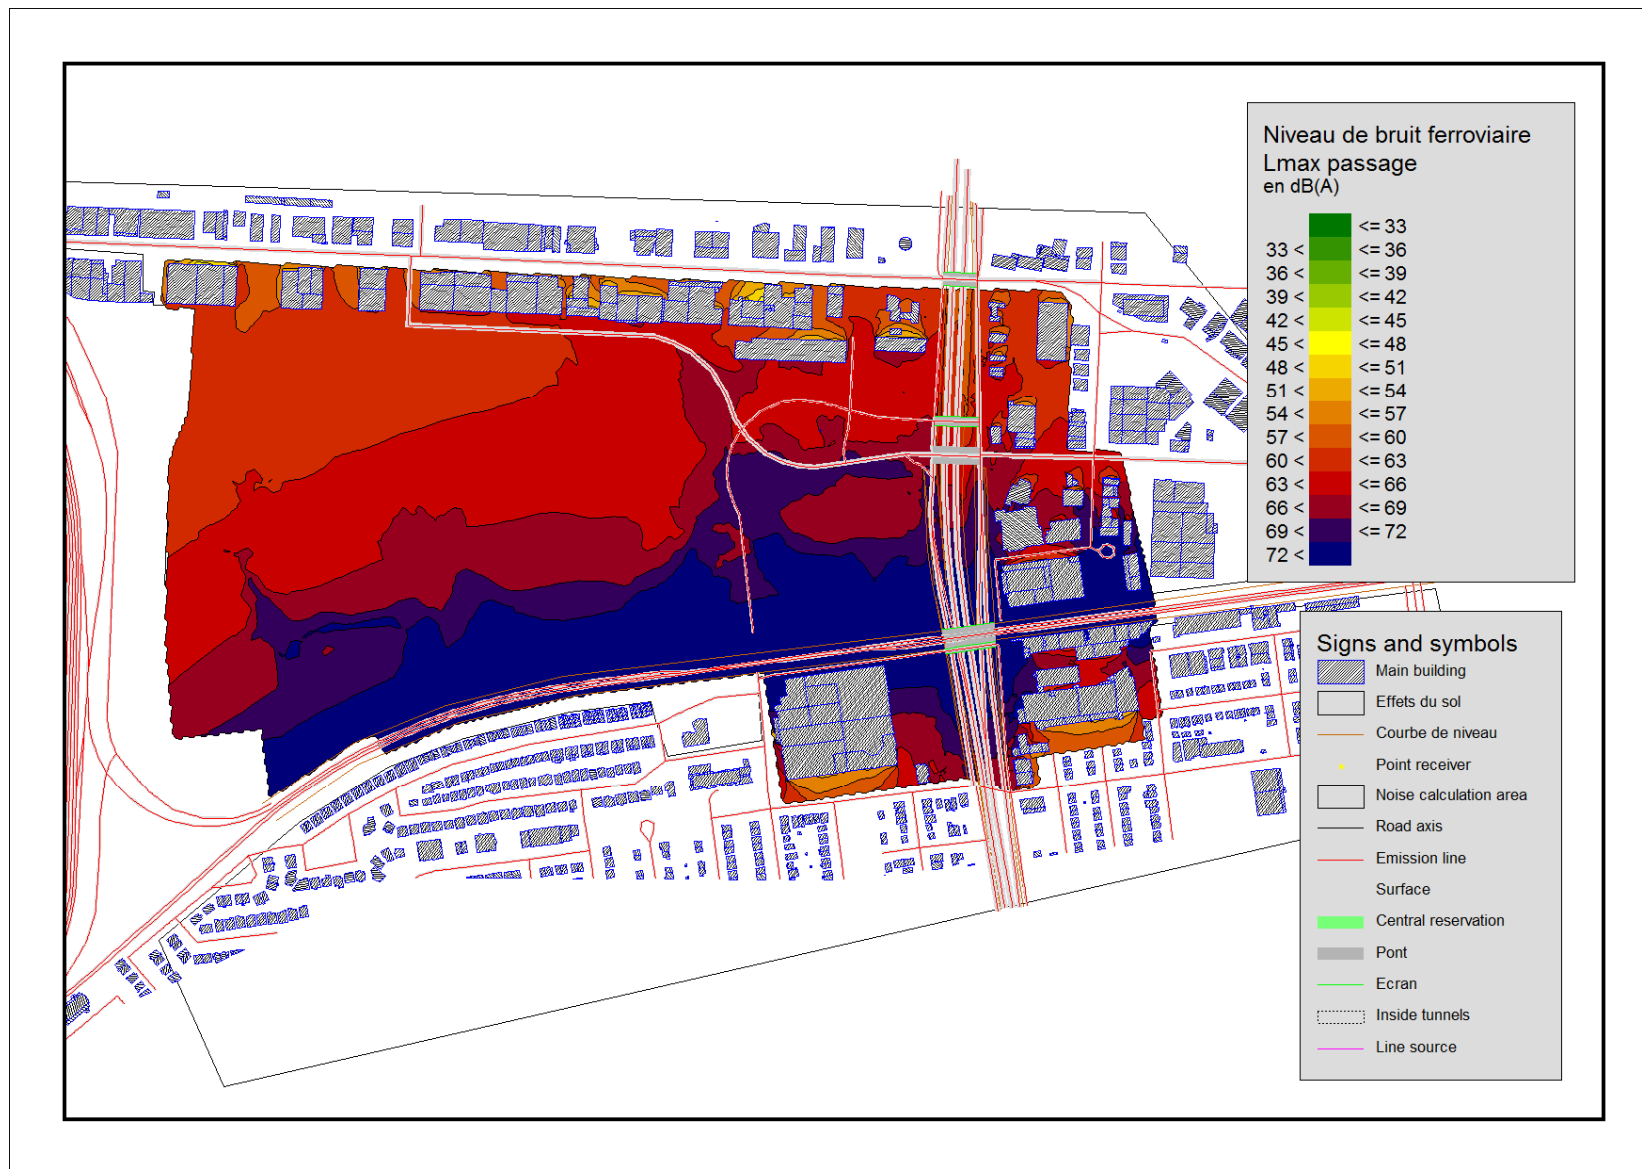 Niveau de bruit ferroviaire
Lmax passage
en dB(A)
<= 33
33 < <= 36
36 < <= 39
39 < <= 42
42 < <= 45
45 < <= 48
48 < <= 51
51 < <= 54
54 < <= 57
57 < <= 60
60 < <= 63
63 < <= 66
66 < <= 69
69 < <= 72
72 <
Signs and symbols
Main building
Effets du sol
Courbe de niveau
Point receiver
Noise calculation area
Road axis
Emission line
Surface
Central reservation
Pont
Ecran
Inside tunnels
Line source